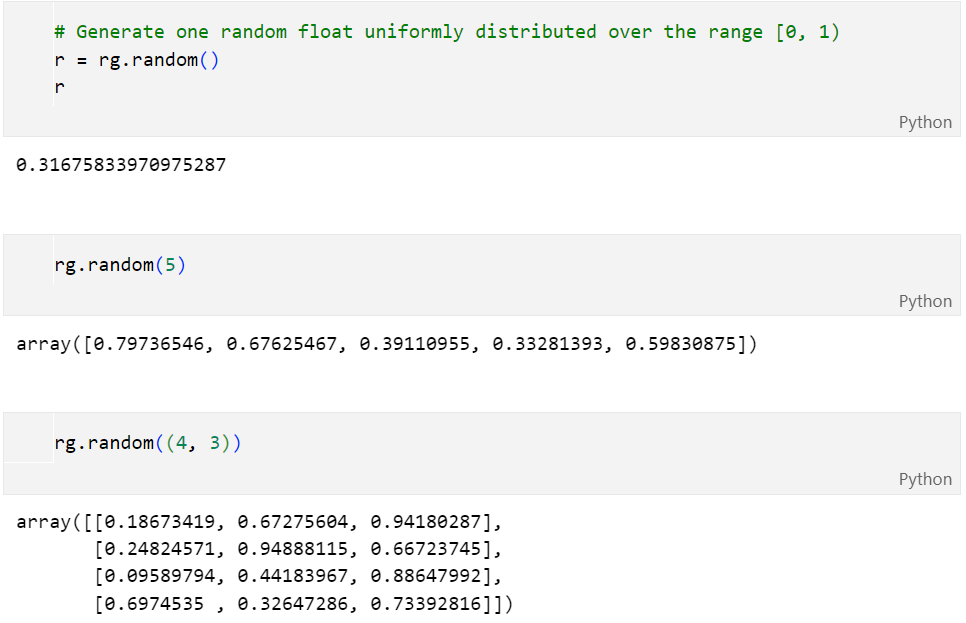 # Generate one random float uniformly distributed over the range [0, 1)
r = rg.random()
r
Python
0.31675833970975287
rg.random(5)
Python
array([0.79736546, 0.67625467, 0.39110955, 0.33281393, 0.59830875])
rg.random((4, 3))
Python
array([[0.18673419, 0.67275604, 0.94180287],
       [0.24824571, 0.94888115, 0.66723745],
       [0.09589794, 0.44183967, 0.88647992],
       [0.6974535 , 0.32647286, 0.73392816]])